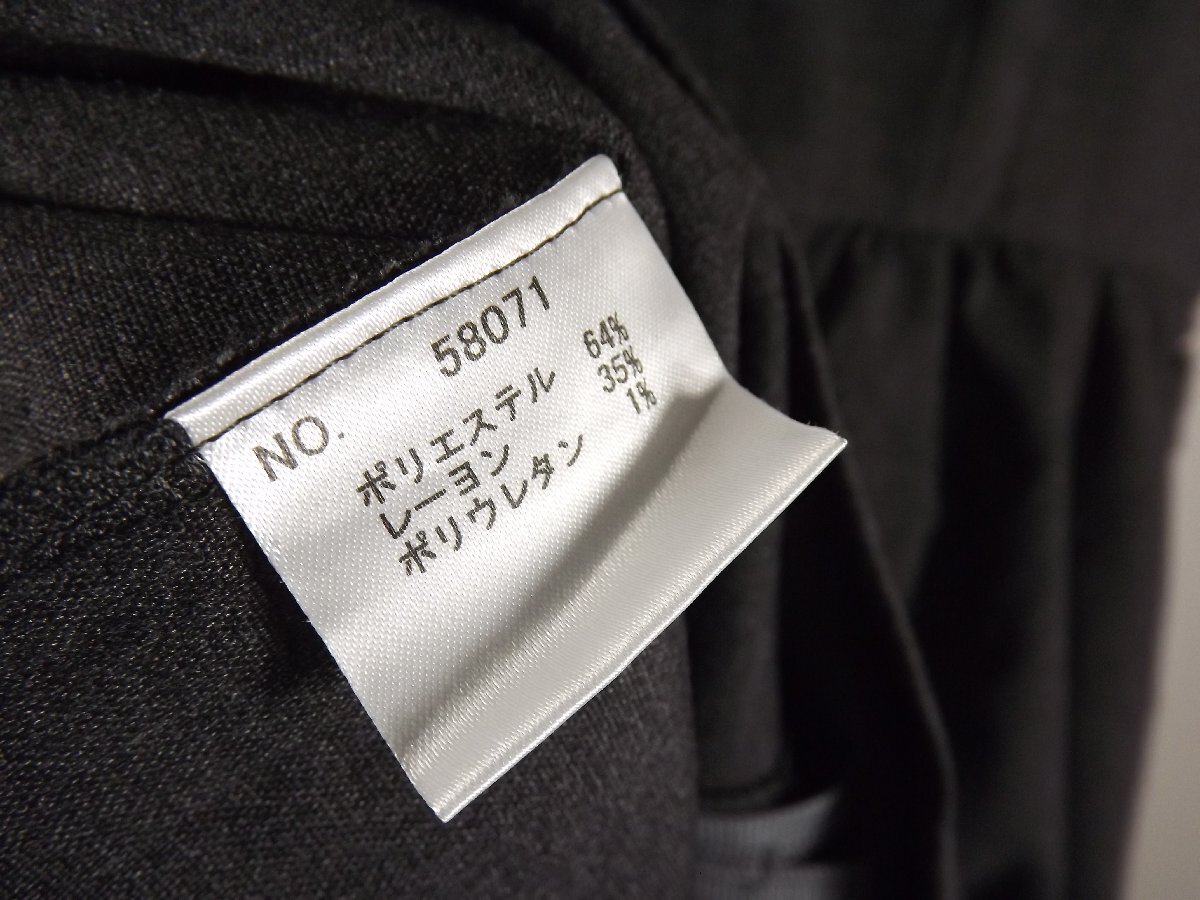 NO. 58071
ポリエステル 64%
レーヨン 35%
ポリウレタン 1%